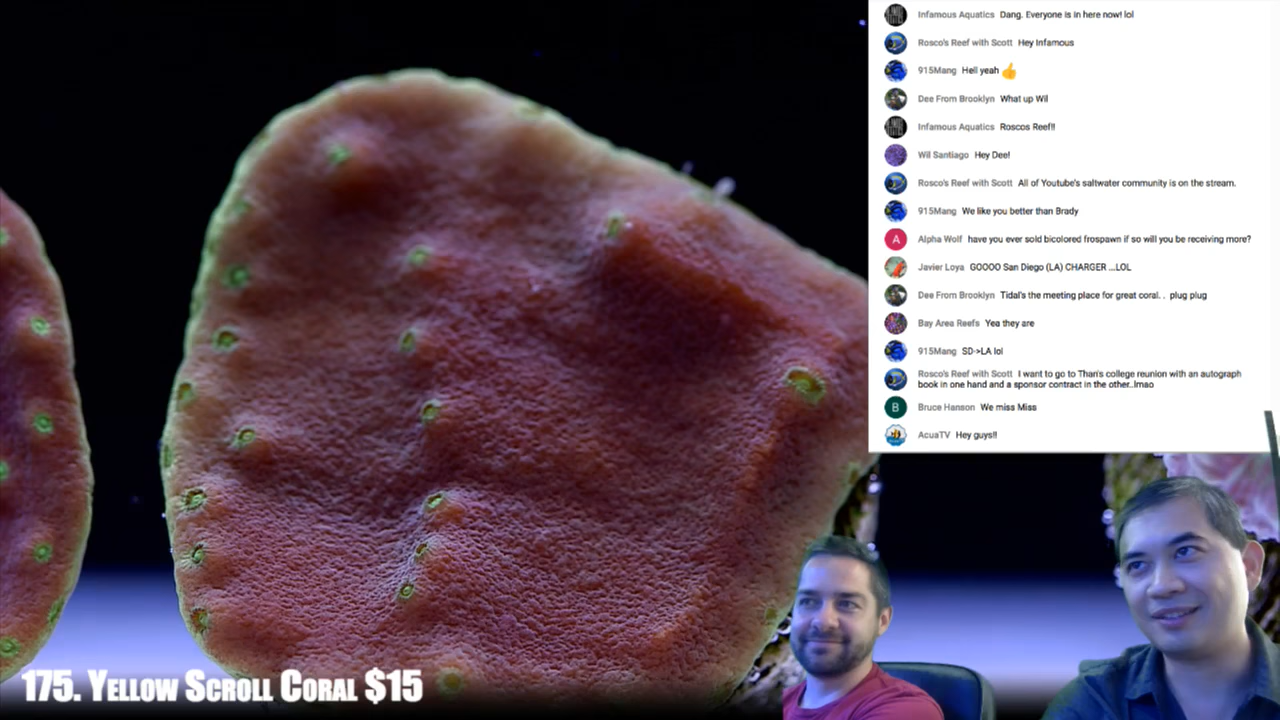 Infamous Aquatics Dang. Everyone is in here now! lol
Rosco's Reef with Scott Hey Infamous
915Mang Hell yeah 👍
Dee From Brooklyn What up Wil
Infamous Aquatics Roscos Reef!!
Wil Santiago Hey Dee!
Rosco's Reef with Scott All of Youtube's saltwater community is on the stream.
915Mang We like you better than Brady
A Alpha Wolf have you ever sold bicolored frospawn if so will you be receiving more?
Javier Loya GOOOO San Diego (LA) CHARGER ...LOL
Dee From Brooklyn Tidal's the meeting place for great coral. . plug plug
Bay Area Reefs Yea they are
915Mang SD->LA lol
Rosco's Reef with Scott I want to go to Than's college reunion with an autograph
book in one hand and a sponsor contract in the other..lmao
B Bruce Hanson We miss Miss
AcuaTV Hey guys!!
175. Yellow Scroll Coral $15